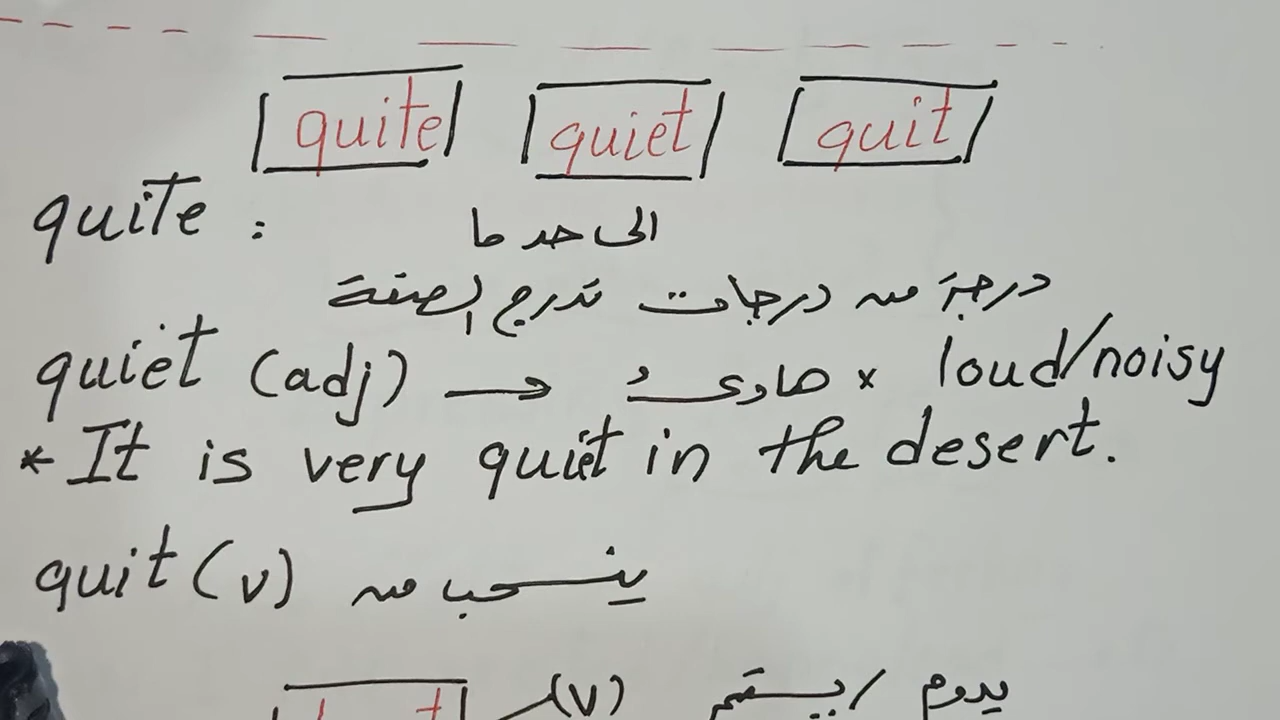 quite quiet quit
quite : الى حد ما
درجة من درجات تدرج الصفة
quiet (adj) → هادئ × loud/noisy
* It is very quiet in the desert.
quit (v) ينسحب من
(v) يدوم / يستمر